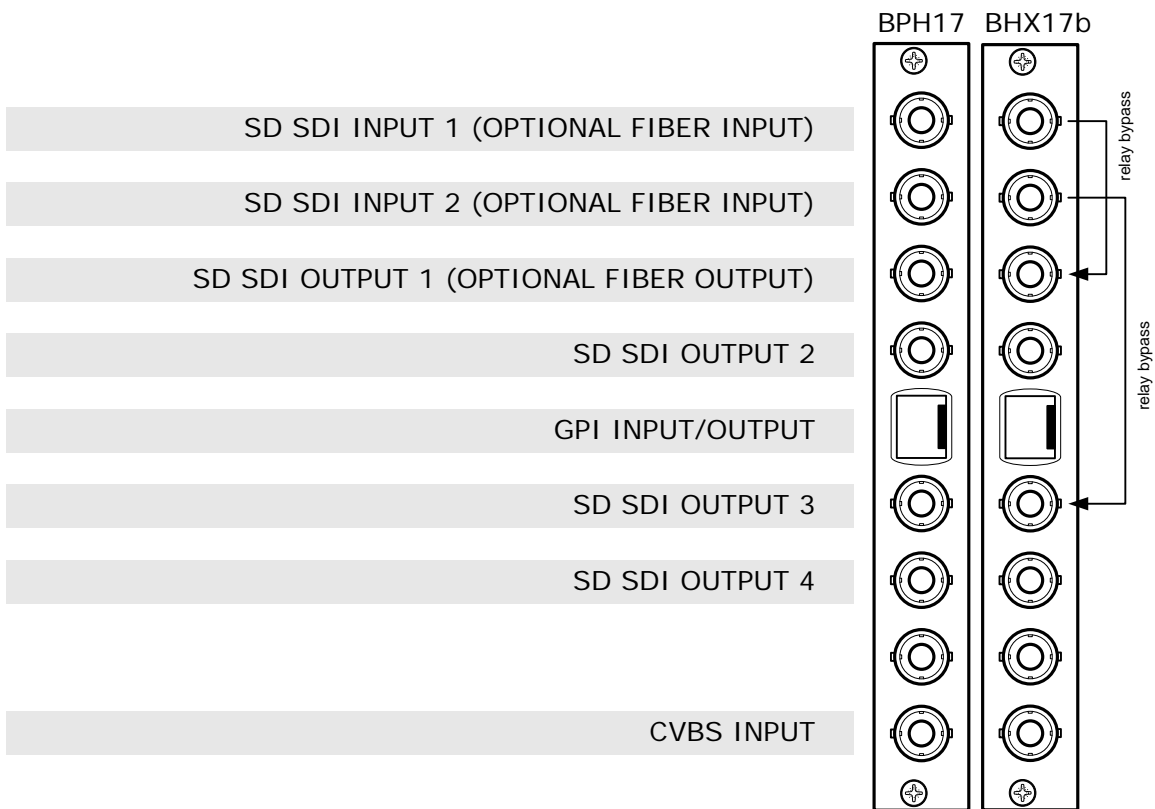 BPH17 BHX17b
SD SDI INPUT 1 (OPTIONAL FIBER INPUT)
relay bypass
SD SDI INPUT 2 (OPTIONAL FIBER INPUT)
SD SDI OUTPUT 1 (OPTIONAL FIBER OUTPUT)
SD SDI OUTPUT 2
relay bypass
GPI INPUT/OUTPUT
SD SDI OUTPUT 3
SD SDI OUTPUT 4
CVBS INPUT